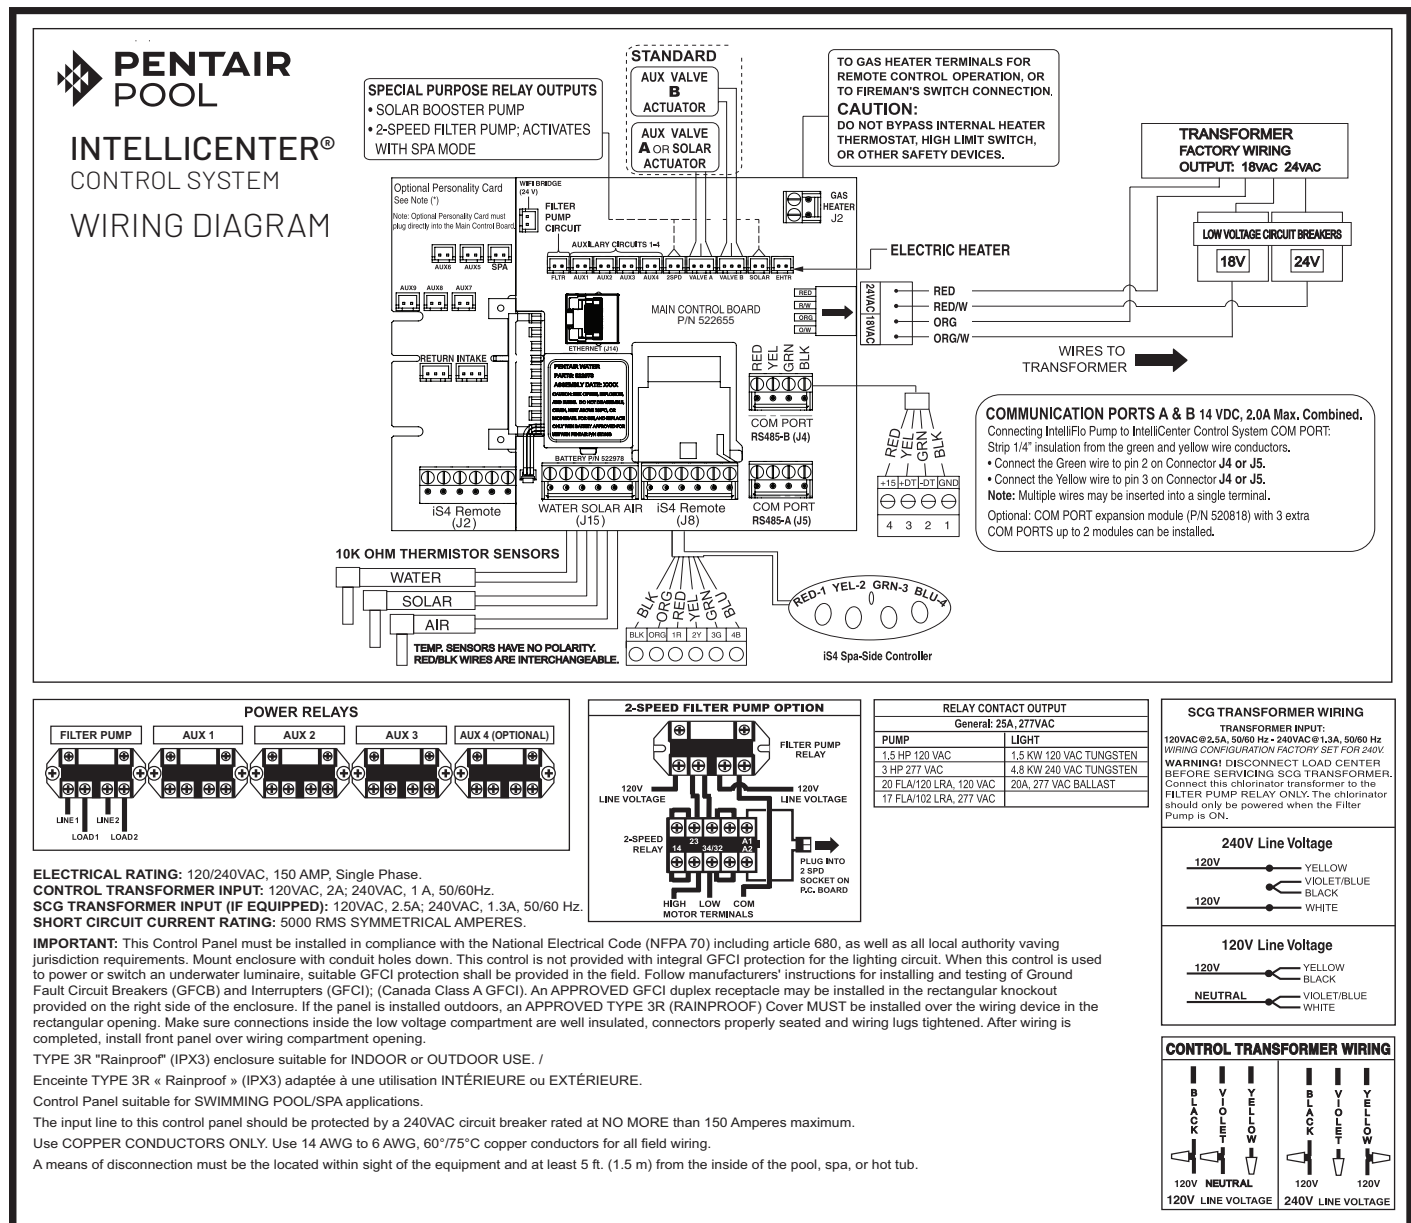 PENTAIR
POOL
INTELLICENTER®
CONTROL SYSTEM
WIRING DIAGRAM
SPECIAL PURPOSE RELAY OUTPUTS
• SOLAR BOOSTER PUMP
• 2-SPEED FILTER PUMP; ACTIVATES
WITH SPA MODE
STANDARD
AUX VALVE
B
ACTUATOR
AUX VALVE
A OR SOLAR
ACTUATOR
TO GAS HEATER TERMINALS FOR
REMOTE CONTROL OPERATION, OR
TO FIREMAN'S SWITCH CONNECTION.
CAUTION:
DO NOT BYPASS INTERNAL HEATER
THERMOSTAT, HIGH LIMIT SWITCH,
OR OTHER SAFETY DEVICES.
TRANSFORMER
FACTORY WIRING
OUTPUT: 18VAC 24VAC
LOW VOLTAGE CIRCUIT BREAKERS
18V
24V
Optional Personality Card
See Note (*)
Note: Optional Personality Card must
plug directly into the Main Control Board.
WIFI BRIDGE
(24 V)
FILTER
PUMP
CIRCUIT
AUXILARY CIRCUITS 1-4
GAS
HEATER
J2
ELECTRIC HEATER
AUX6
AUX5
SPA
FLTR
AUX1
AUX2
AUX3
AUX4
2SPD
VALVE A
VALVE B
SOLAR
EHTR
AUX9
AUX8
AUX7
RED
R/W
ORG
O/W
24VAC
18VAC
RED
RED/W
ORG
ORG/W
MAIN CONTROL BOARD
P/N 522655
ETHERNET (J14)
WIRES TO
TRANSFORMER
RETURN INTAKE
PENTAIR WATER
PART#: 522978
ASSEMBLY DATE: XXXX
BATTERY P/N 522978
RED
YEL
GRN
BLK
COM PORT
RS485-B (J4)
COM PORT
RS485-A (J5)
RED
YEL
GRN
BLK
+15
+DT
-DT
GND
4
3
2
1
COMMUNICATION PORTS A & B 14 VDC, 2.0A Max. Combined.
Connecting IntelliFlo Pump to IntelliCenter Control System COM PORT:
Strip 1/4" insulation from the green and yellow wire conductors.
• Connect the Green wire to pin 2 on Connector J4 or J5.
• Connect the Yellow wire to pin 3 on Connector J4 or J5.
Note: Multiple wires may be inserted into a single terminal.
Optional: COM PORT expansion module (P/N 520818) with 3 extra
COM PORTS up to 2 modules can be installed.
iS4 Remote
(J2)
WATER SOLAR AIR
(J15)
iS4 Remote
(J8)
10K OHM THERMISTOR SENSORS
WATER
SOLAR
AIR
TEMP. SENSORS HAVE NO POLARITY.
RED/BLK WIRES ARE INTERCHANGEABLE.
BLK
ORG
RED
YEL
GRN
BLU
BLK
ORG
1R
2Y
3G
4B
RED-1 YEL-2 GRN-3 BLU-4
iS4 Spa-Side Controller
POWER RELAYS
FILTER PUMP
AUX 1
AUX 2
AUX 3
AUX 4 (OPTIONAL)
LINE1
LINE2
LOAD1
LOAD2
2-SPEED FILTER PUMP OPTION
FILTER PUMP
RELAY
120V
LINE VOLTAGE
120V
LINE VOLTAGE
2-SPEED
RELAY
23
14
34/32
A1
A2
PLUG INTO
2 SPD
SOCKET ON
P.C. BOARD
HIGH
LOW
COM
MOTOR TERMINALS
RELAY CONTACT OUTPUT
General: 25A, 277VAC
PUMP
LIGHT
1.5 HP 120 VAC
1.5 KW 120 VAC TUNGSTEN
3 HP 277 VAC
4.8 KW 240 VAC TUNGSTEN
20 FLA/120 LRA, 120 VAC
20A, 277 VAC BALLAST
17 FLA/102 LRA, 277 VAC
SCG TRANSFORMER WIRING
TRANSFORMER INPUT:
120VAC@2.5A, 50/60 Hz - 240VAC@1.3A, 50/60 Hz
WIRING CONFIGURATION FACTORY SET FOR 240V.
WARNING! DISCONNECT LOAD CENTER
BEFORE SERVICING SCG TRANSFORMER.
Connect this chlorinator transformer to the
FILTER PUMP RELAY ONLY. The chlorinator
should only be powered when the Filter
Pump is ON.
240V Line Voltage
120V
YELLOW
VIOLET/BLUE
BLACK
120V
WHITE
120V Line Voltage
120V
YELLOW
BLACK
NEUTRAL
VIOLET/BLUE
WHITE
CONTROL TRANSFORMER WIRING
BLACK
VIOLET
YELLOW
BLACK
VIOLET
YELLOW
120V
NEUTRAL
120V
120V
120V LINE VOLTAGE
240V LINE VOLTAGE
ELECTRICAL RATING: 120/240VAC, 150 AMP, Single Phase.
CONTROL TRANSFORMER INPUT: 120VAC, 2A; 240VAC, 1 A, 50/60Hz.
SCG TRANSFORMER INPUT (IF EQUIPPED): 120VAC, 2.5A; 240VAC, 1.3A, 50/60 Hz.
SHORT CIRCUIT CURRENT RATING: 5000 RMS SYMMETRICAL AMPERES.
IMPORTANT: This Control Panel must be installed in compliance with the National Electrical Code (NFPA 70) including article 680, as well as all local authority vaving
jurisdiction requirements. Mount enclosure with conduit holes down. This control is not provided with integral GFCI protection for the lighting circuit. When this control is used
to power or switch an underwater luminaire, suitable GFCI protection shall be provided in the field. Follow manufacturers' instructions for installing and testing of Ground
Fault Circuit Breakers (GFCB) and Interrupters (GFCI); (Canada Class A GFCI). An APPROVED GFCI duplex receptacle may be installed in the rectangular knockout
provided on the right side of the enclosure. If the panel is installed outdoors, an APPROVED TYPE 3R (RAINPROOF) Cover MUST be installed over the wiring device in the
rectangular opening. Make sure connections inside the low voltage compartment are well insulated, connectors properly seated and wiring lugs tightened. After wiring is
completed, install front panel over wiring compartment opening.
TYPE 3R "Rainproof" (IPX3) enclosure suitable for INDOOR or OUTDOOR USE. /
Enceinte TYPE 3R « Rainproof » (IPX3) adaptée à une utilisation INTÉRIEURE ou EXTÉRIEURE.
Control Panel suitable for SWIMMING POOL/SPA applications.
The input line to this control panel should be protected by a 240VAC circuit breaker rated at NO MORE than 150 Amperes maximum.
Use COPPER CONDUCTORS ONLY. Use 14 AWG to 6 AWG, 60°/75°C copper conductors for all field wiring.
A means of disconnection must be the located within sight of the equipment and at least 5 ft. (1.5 m) from the inside of the pool, spa, or hot tub.